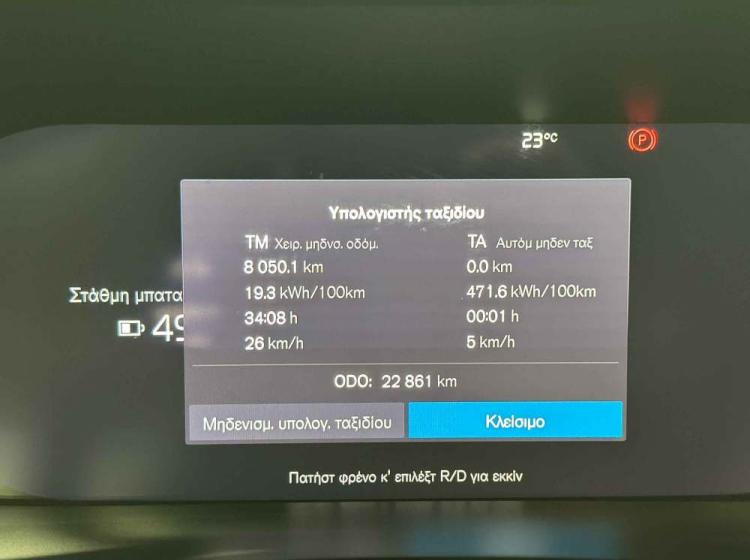 23°C
P
Υπολογιστής ταξιδίου
TM Χειρ. μηδνσ. οδόμ.
TA Αυτόμ μηδεν ταξ
8 050.1 km
0.0 km
19.3 kWh/100km
471.6 kWh/100km
34:08 h
00:01 h
26 km/h
5 km/h
Στάθμη μπατα
49
ODO: 22 861 km
Μηδενισμ. υπολογ. ταξιδίου
Κλείσιμο
Πατήστ φρένο κ' επιλέξτ R/D για εκκίν